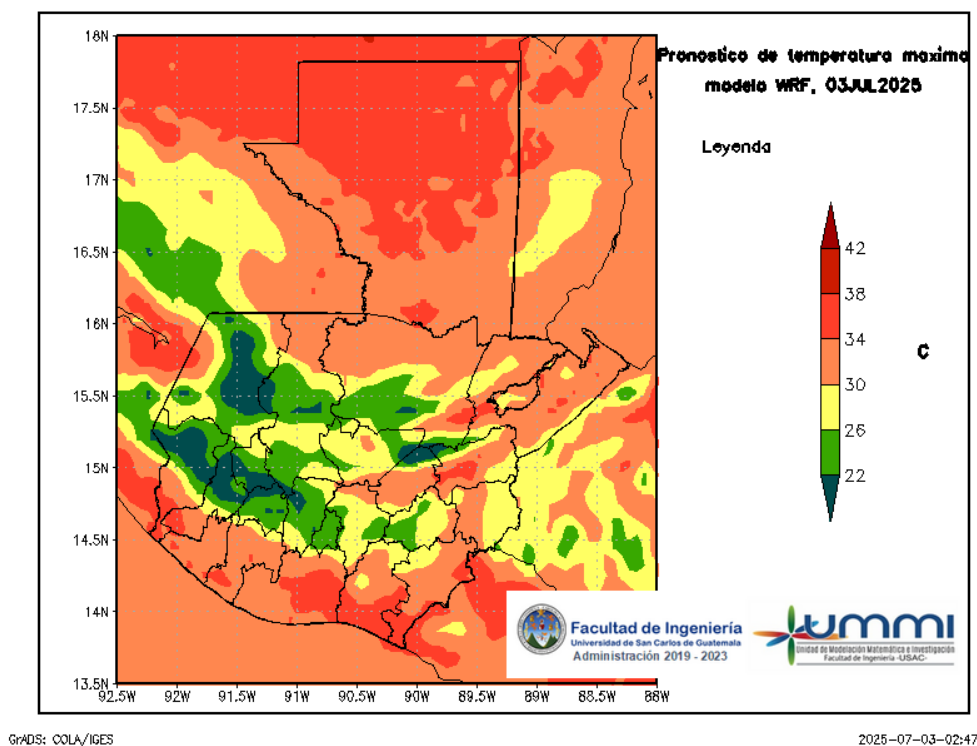 Pronostico de temperatura maxima
modelo WRF, 03JUL2025
Leyenda
42
38
34
30
26
22
C
18N
17.5N
17N
16.5N
16N
15.5N
15N
14.5N
14N
13.5N
92.5W 92W 91.5W 91W 90.5W 90W 89.5W 89W 88.5W 88W
Facultad de Ingeniería
Universidad de San Carlos de Guatemala
Administración 2019 - 2023
ummi
Unidad de Modelación Matemática e Investigación
Facultad de Ingeniería -USAC-
GrADS: COLA/IGES
2025-07-03-02:47